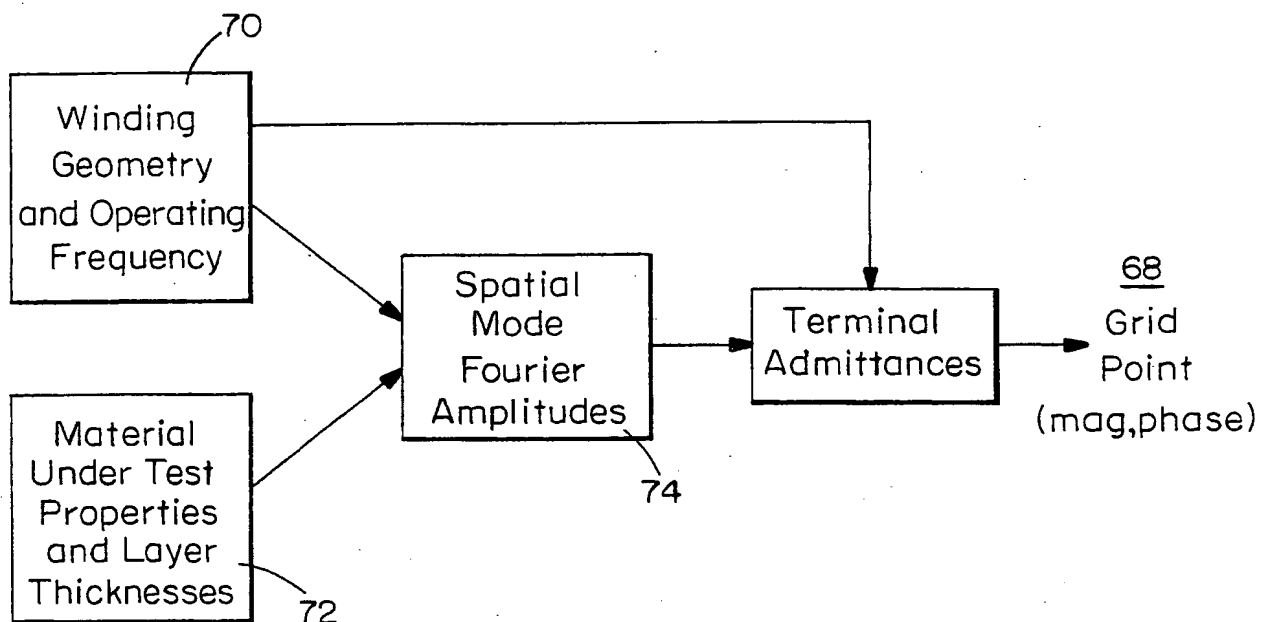 70
Winding
Geometry
and Operating
Frequency
Spatial
Mode
Fourier
Amplitudes
74
Terminal
Admittances
68
Grid
Point
(mag,phase)
Material
Under Test
Properties
and Layer
Thicknesses
72